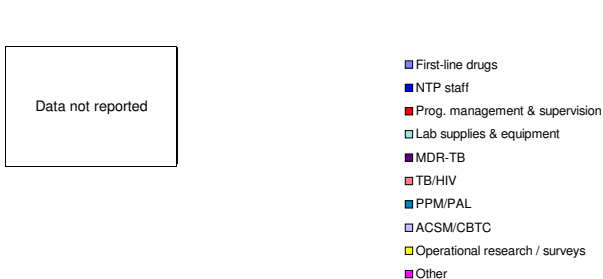 Data not reported
First-line drugs
NTP staff
Prog. management & supervision
Lab supplies & equipment
MDR-TB
TB/HIV
PPM/PAL
ACSM/CBTC
Operational research / surveys
Other